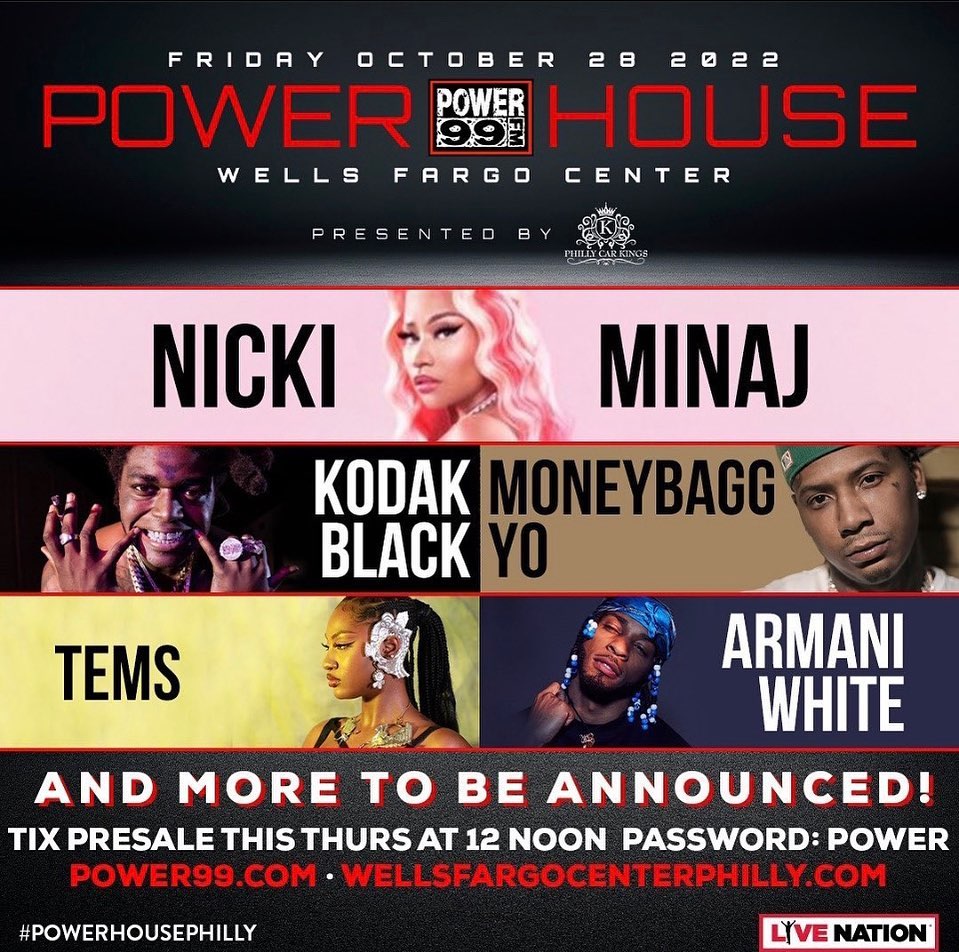 FRIDAY OCTOBER 28 2022
POWER POWER 99 FM HOUSE
WELLS FARGO CENTER
PRESENTED BY K PHILLY CAR KINGS
NICKI MINAJ
KODAK BLACK
MONEYBAGG YO
TEMS
ARMANI WHITE
AND MORE TO BE ANNOUNCED!
TIX PRESALE THIS THURS AT 12 NOON PASSWORD: POWER
POWER99.COM • WELLSFARGOCENTERPHILLY.COM
#POWERHOUSEPHILLY
LIVE NATION